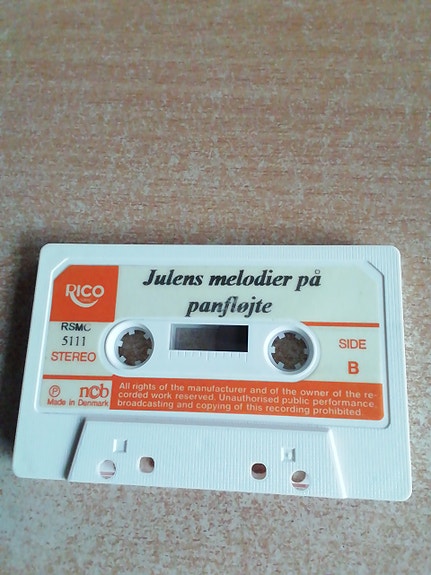 Julens melodier på
panfløjte
RICO
RSMC
5111
STEREO
SIDE
B
℗ ncb
Made in Denmark
All rights of the manufacturer and of the owner of the re-
corded work reserved. Unauthorised public performance,
broadcasting and copying of this recording prohibited.